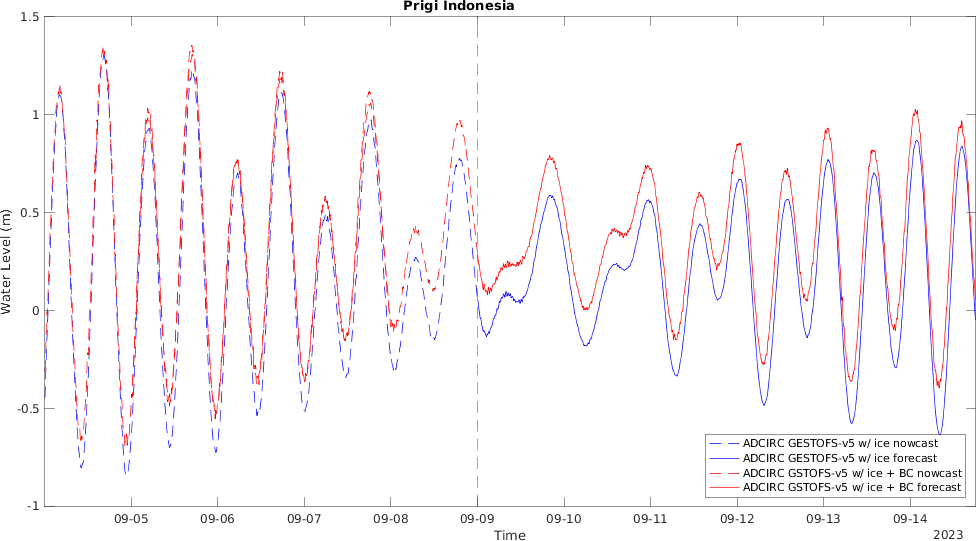 Prigi Indonesia
1.5
1
0.5
0
-0.5
-1
Water Level (m)
09-05 09-06 09-07 09-08 09-09 09-10 09-11 09-12 09-13 09-14
Time
2023
ADCIRC GESTOFS-v5 w/ ice nowcast
ADCIRC GESTOFS-v5 w/ ice forecast
ADCIRC GSTOFS-v5 w/ ice + BC nowcast
ADCIRC GSTOFS-v5 w/ ice + BC forecast